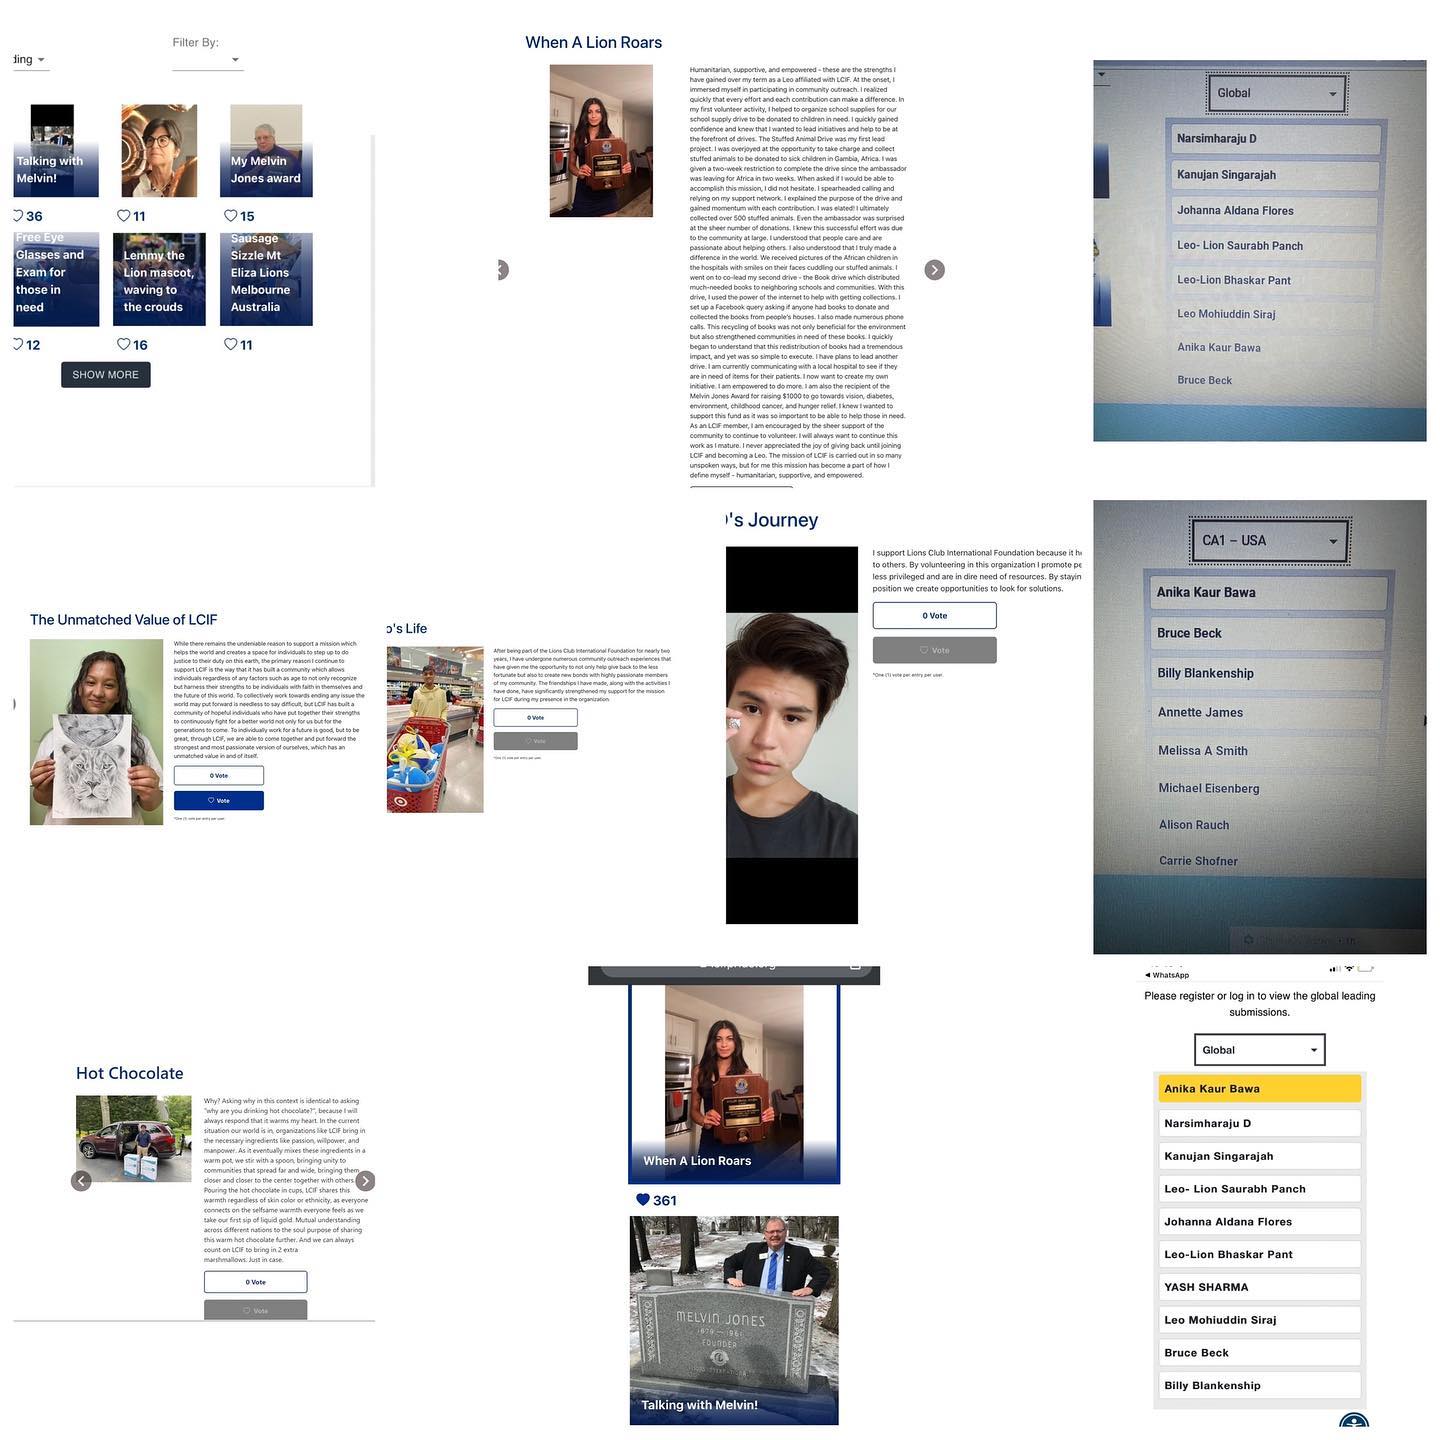 Filter By:
ding
Talking with
Melvin!
My Melvin
Jones award
36
11
15
Free Eye
Glasses and
Exam for
those in
need
Lemmy the
Lion mascot,
waving to
the crouds
Sausage
Sizzle Mt
Eliza Lions
Melbourne
Australia
12
16
11
SHOW MORE
When A Lion Roars
Humanitarian, supportive, and empowered - these are the strengths I
have gained over my term as a Leo affiliated with LCIF. At the onset, I
immersed myself in participating in community outreach. I realized
quickly that every effort and each contribution can make a difference. In
my first volunteer activity, I helped to organize school supplies for our
school supply drive to be donated to children in need. I quickly gained
confidence and knew that I wanted to lead initiatives and help to be at
the forefront of drives. The Stuffed Animal Drive was my first lead
project. I was overjoyed at the opportunity to take charge and collect
stuffed animals to be donated to sick children in Gambia, Africa. I was
given a two-week restriction to complete the drive since the ambassador
was leaving for Africa in two weeks. When asked if I would be able to
accomplish this mission, I did not hesitate. I spearheaded calling and
relying on my support network. I explained the purpose of the drive and
gained momentum with each contribution. I was elated! I ultimately
collected over 500 stuffed animals. Even the ambassador was surprised
at the sheer number of donations. I knew this successful effort was due
to the community at large. I understood that people care and are
passionate about helping others. I also understood that I truly made a
difference in the world. We received pictures of the African children in
the hospitals with smiles on their faces cuddling our stuffed animals. I
went on to co-lead my second drive - the Book drive which distributed
much-needed books to neighboring schools and communities. With this
drive, I used the power of the internet to help with getting collections. I
set up a Facebook query asking if anyone had books to donate and
collected the books from people's houses. I also made numerous phone
calls. This recycling of books was not only beneficial for the environment
but also strengthened communities in need of these books. I quickly
began to understand that this redistribution of books had a tremendous
impact, and yet was so simple to execute. I have plans to lead another
drive. I am currently communicating with a local hospital to see if they
are in need of items for their patients. I now want to create my own
initiative. I am empowered to do more. I am also the recipient of the
Melvin Jones Award for raising $1000 to go towards vision, diabetes,
environment, childhood cancer, and hunger relief. I knew I wanted to
support this fund as it was so important to be able to help those in need.
As an LCIF member, I am encouraged by the sheer support of the
community to continue to volunteer. I will always want to continue this
work as I mature. I never appreciated the joy of giving back until joining
LCIF and becoming a Leo. The mission of LCIF is carried out in so many
unspoken ways, but for me this mission has become a part of how I
define myself - humanitarian, supportive, and empowered.
Global
Narsimharaju D
Kanujan Singarajah
Johanna Aldana Flores
Leo- Lion Saurabh Panch
Leo-Lion Bhaskar Pant
Leo Mohiuddin Siraj
Anika Kaur Bawa
Bruce Beck
The Unmatched Value of LCIF
While there remains the undeniable reason to support a mission which
helps the world and creates a space for individuals to step up to do
justice to their duty on this earth, the primary reason I continue to
support LCIF is the way that it has built a community which allows
individuals regardless of any factors such as age to not only recognize
but harness their strengths to be individuals with faith in themselves and
the future of this world. To collectively work towards ending any issue the
world may put forward is needless to say difficult, but LCIF has built a
community of hopeful individuals who have put together their strengths
to continuously fight for a better world not only for us but for the
generations to come. To individually work for a future is good, but to be
great, through LCIF, we are able to come together and put forward the
strongest and most passionate version of ourselves, which has an
unmatched value in and of itself.
0 Vote
Vote
*One (1) vote per entry per user.
o's Life
After being part of the Lions Club International Foundation for nearly two
years, I have undergone numerous community outreach experiences that
have given me the opportunity to not only help give back to the less
fortunate but also to create new bonds with highly passionate members
of my community. The friendships I have made, along with the activities I
have done, have significantly strengthened my support for the mission
for LCIF during my presence in the organization.
0 Vote
Vote
*One (1) vote per entry per user.
's Journey
I support Lions Club International Foundation because it he
to others. By volunteering in this organization I promote pe
less privileged and are in dire need of resources. By stayin
position we create opportunities to look for solutions.
0 Vote
Vote
*One (1) vote per entry per user.
CA1 – USA
Anika Kaur Bawa
Bruce Beck
Billy Blankenship
Annette James
Melissa A Smith
Michael Eisenberg
Alison Rauch
Carrie Shofner
Hot Chocolate
Why? Asking why in this context is identical to asking
"why are you drinking hot chocolate?", because I will
always respond that it warms my heart. In the current
situation our world is in, organizations like LCIF bring in
the necessary ingredients like passion, willpower, and
manpower. As it eventually mixes these ingredients in a
warm pot, we stir with a spoon, bringing unity to
communities that spread far and wide, bringing them
closer and closer to the center together with others.
Pouring the hot chocolate in cups, LCIF shares this
warmth regardless of skin color or ethnicity, as everyone
connects on the selfsame warmth everyone feels as we
take our first sip of liquid gold. Mutual understanding
across different nations to the soul purpose of sharing
this warm hot chocolate further. And we can always
count on LCIF to bring in 2 extra
marshmallows. Just in case.
0 Vote
Vote
When A Lion Roars
361
MELVIN JONES
1879 — 1961
FOUNDER
Talking with Melvin!
WhatsApp
Please register or log in to view the global leading
submissions.
Global
Anika Kaur Bawa
Narsimharaju D
Kanujan Singarajah
Leo- Lion Saurabh Panch
Johanna Aldana Flores
Leo-Lion Bhaskar Pant
YASH SHARMA
Leo Mohiuddin Siraj
Bruce Beck
Billy Blankenship